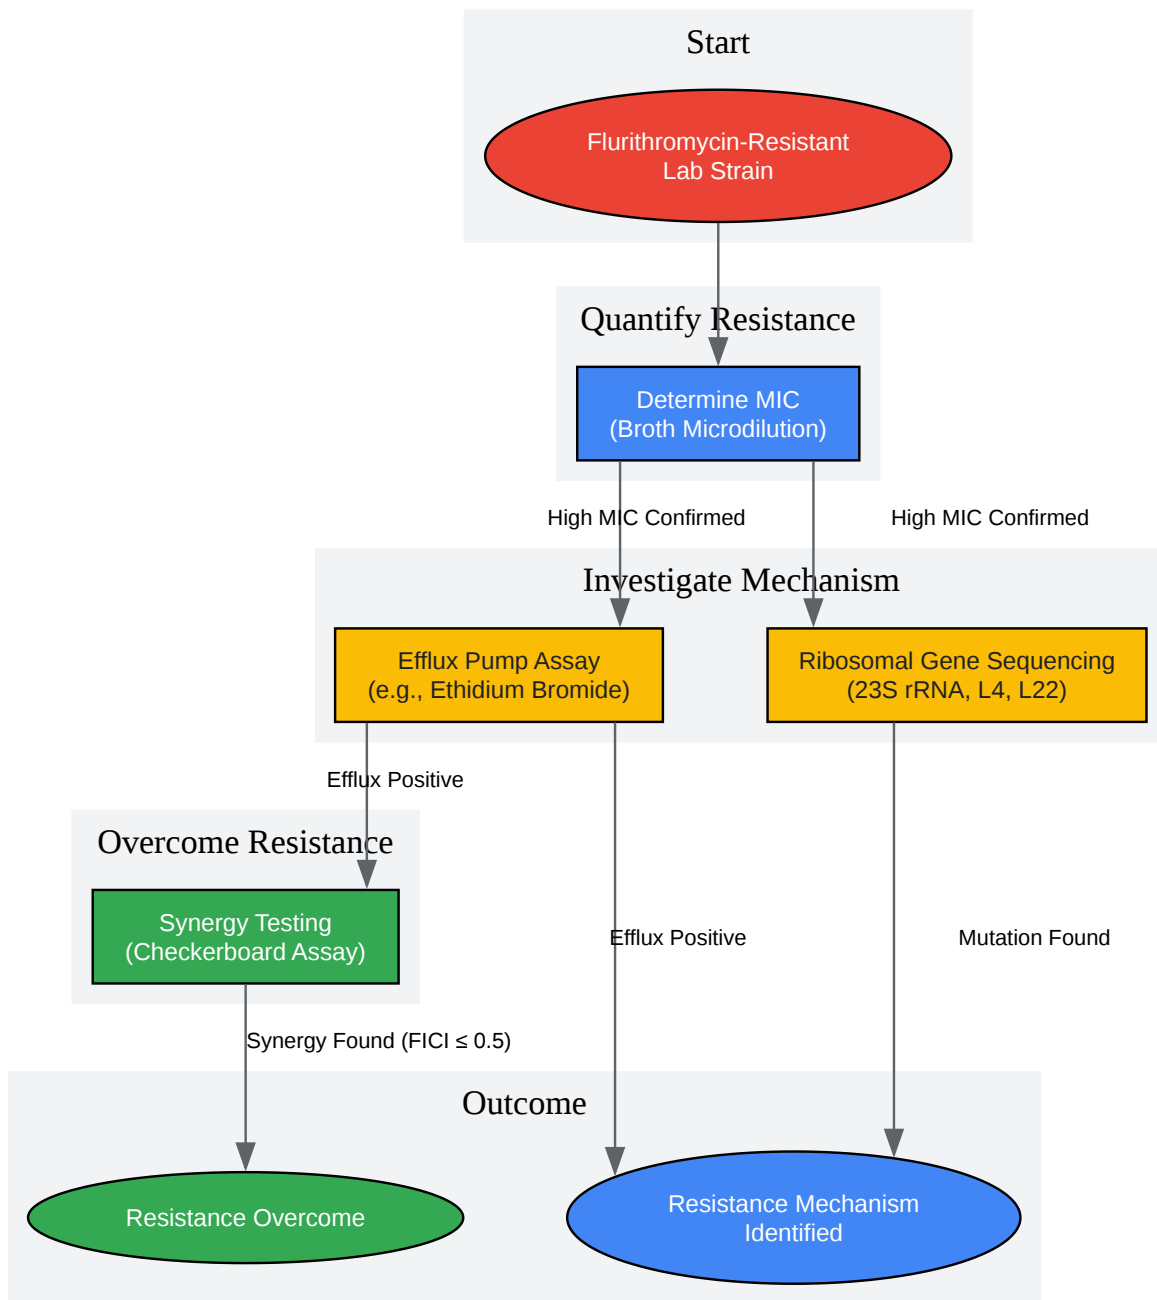 Start
Flurithromycin-Resistant
Lab Strain
Quantify Resistance
Determine MIC
(Broth Microdilution)
High MIC Confirmed
High MIC Confirmed
Investigate Mechanism
Efflux Pump Assay
(e.g., Ethidium Bromide)
Ribosomal Gene Sequencing
(23S rRNA, L4, L22)
Efflux Positive
Overcome Resistance
Synergy Testing
(Checkerboard Assay)
Efflux Positive
Mutation Found
Synergy Found (FICI ≤ 0.5)
Outcome
Resistance Overcome
Resistance Mechanism
Identified